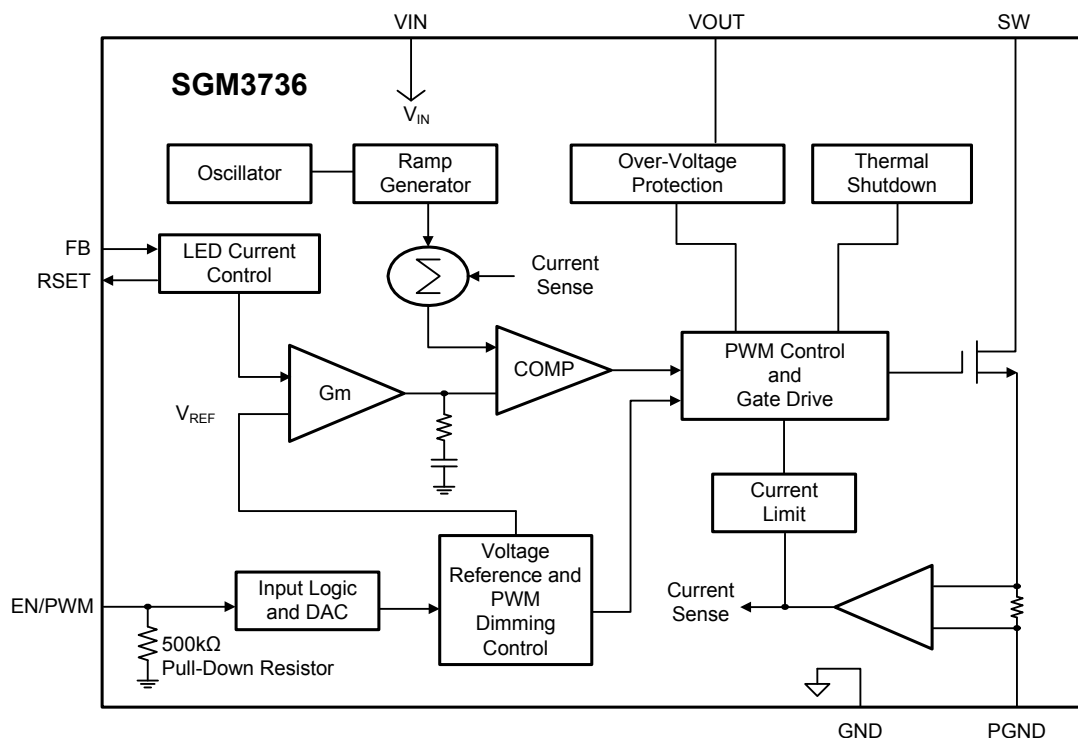 VIN
VOUT
SW
SGM3736
VIN
Oscillator
Ramp
Generator
Over-Voltage
Protection
Thermal
Shutdown
FB
RSET
LED Current
Control
Σ
Current
Sense
Gm
COMP
PWM Control
and
Gate Drive
VREF
Current
Limit
EN/PWM
Input Logic
and DAC
Voltage
Reference and
PWM
Dimming
Control
Current
Sense
500kΩ
Pull-Down Resistor
GND
PGND